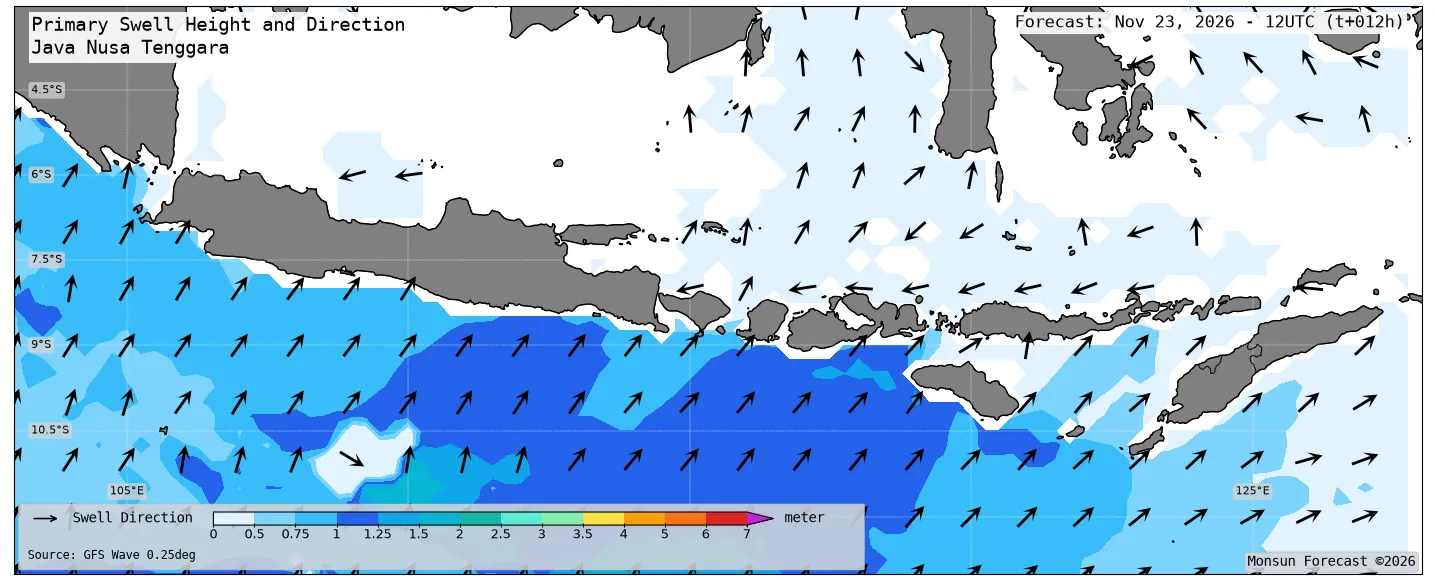 Primary Swell Height and Direction
Java Nusa Tenggara
Forecast: Nov 23, 2026 - 12UTC (t+012h)
4.5°S
6°S
7.5°S
9°S
10.5°S
105°E
125°E
Swell Direction
0 0.5 0.75 1 1.25 1.5 2 2.5 3 3.5 4 5 6 7
meter
Source: GFS Wave 0.25deg
Monsun Forecast ©2026